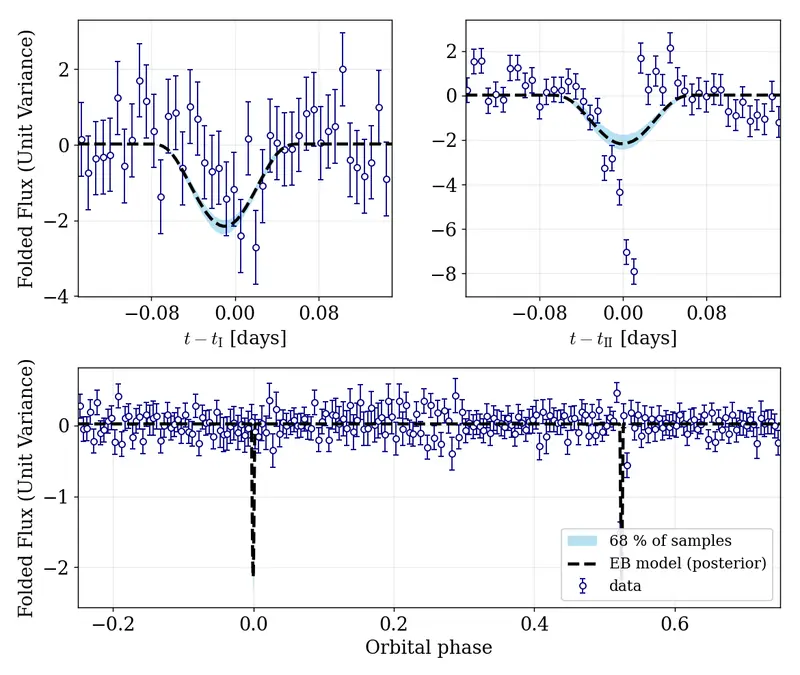 Folded Flux (Unit Variance)
2
0
−2
−4
−0.08 0.00 0.08
t − tI [days]
2
0
−2
−4
−6
−8
−0.08 0.00 0.08
t − tII [days]
Folded Flux (Unit Variance)
0
−1
−2
68 % of samples
EB model (posterior)
data
−0.2 0.0 0.2 0.4 0.6
Orbital phase